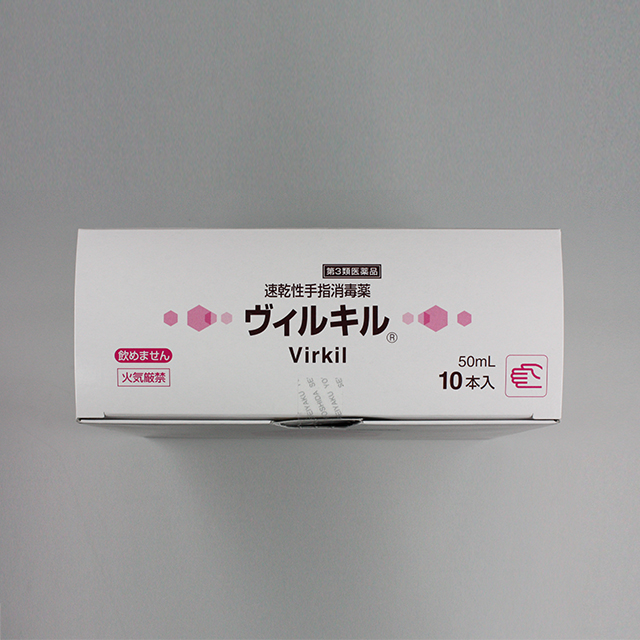 第3類医薬品
速乾性手指消毒薬
ヴィルキル®
Virkil
飲めません
火気厳禁
50mL
10本入